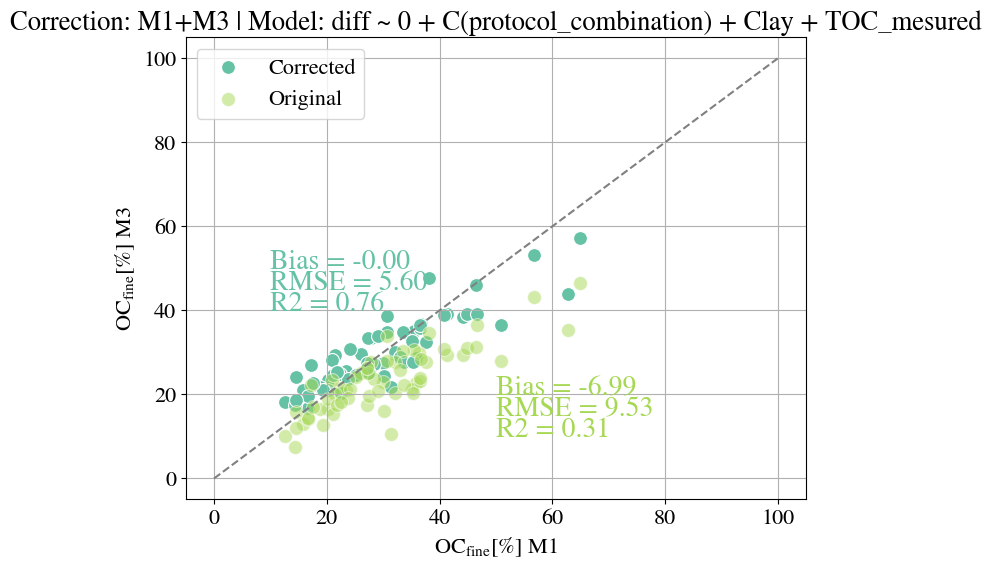 Correction: M1+M3 | Model: diff ~ 0 + C(protocol_combination) + Clay + TOC_mesured
100
80
60
40
20
0
OCfine[%] M3
Corrected
Original
Bias = -0.00
RMSE = 5.60
R2 = 0.76
Bias = -6.99
RMSE = 9.53
R2 = 0.31
0 20 40 60 80 100
OCfine[%] M1